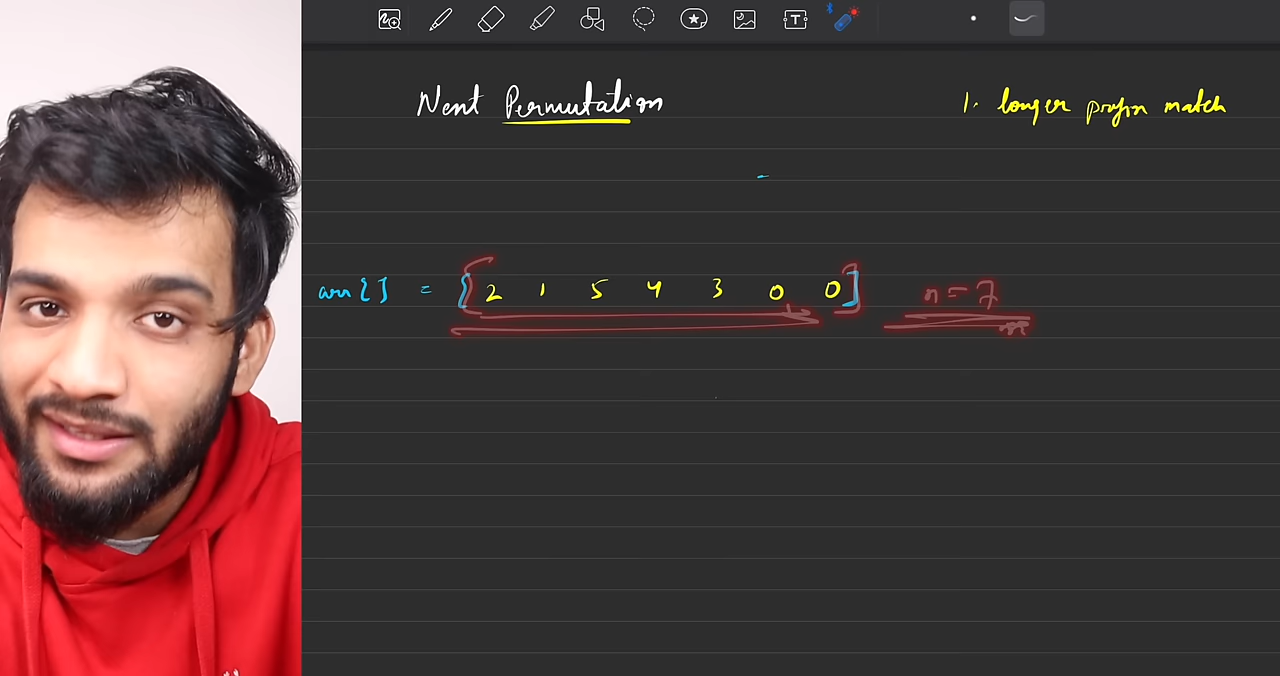 Next Permutation
1. longer prefix match
arr[] = [2 1 5 4 3 0 0] n = 7